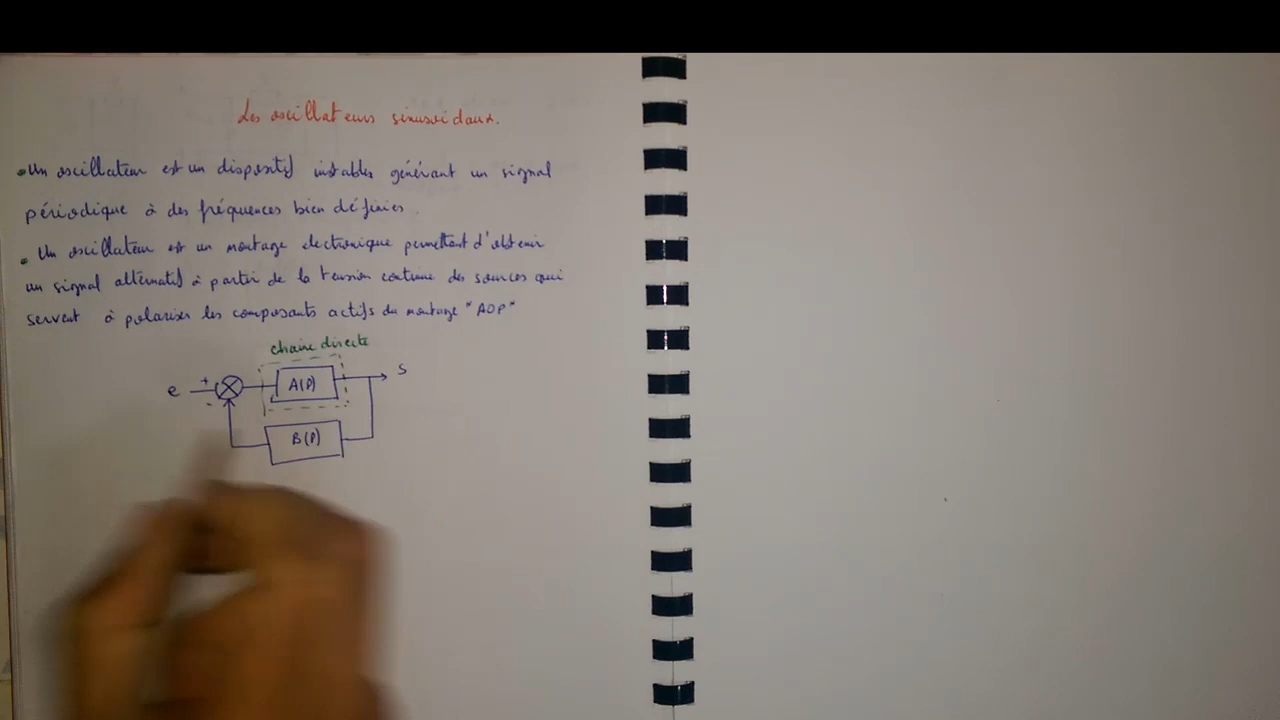 Les oscillateurs sinusoidaux.
• Un oscillateur est un dispositif instables générant un signal
périodique à des fréquences bien définies.
• Un oscillateur est un montage electronique permettant d'obtenir
un signal alternatif à partir de la tension continue des sources qui
servent à polariser les composants actifs du montage "AOP"
chaine directe
e + - A(P) S
B(P)